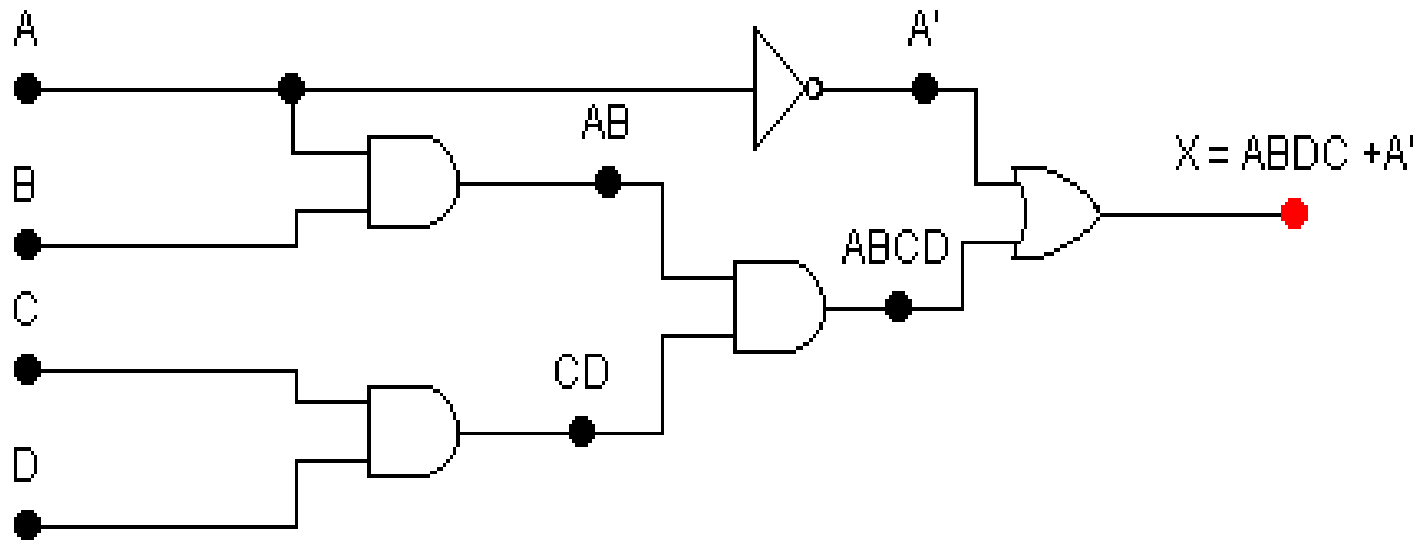 A
A'
AB
X = ABDC +A'
B
ABCD
C
CD
D